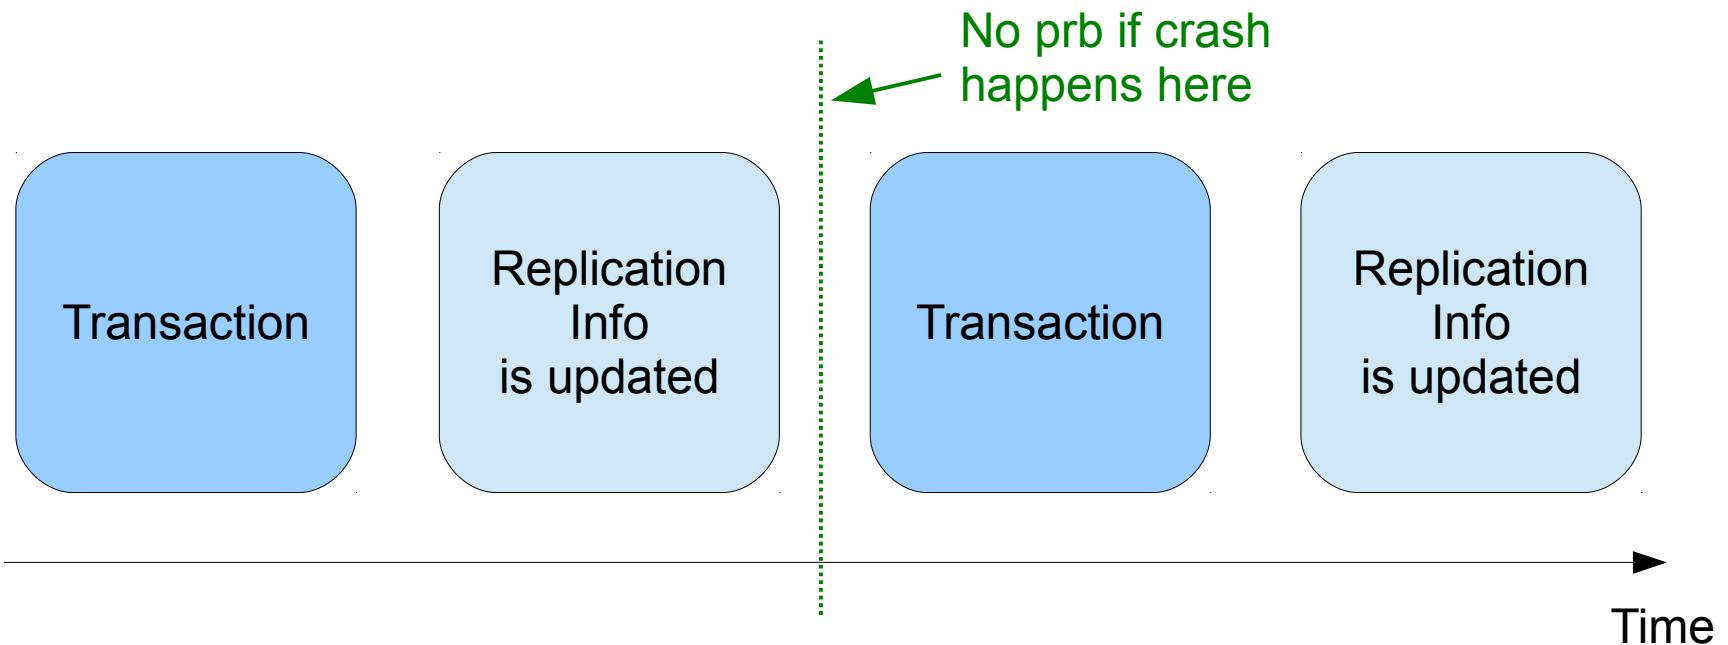 No prb if crash
happens here
Transaction
Replication
Info
is updated
Transaction
Replication
Info
is updated
Time